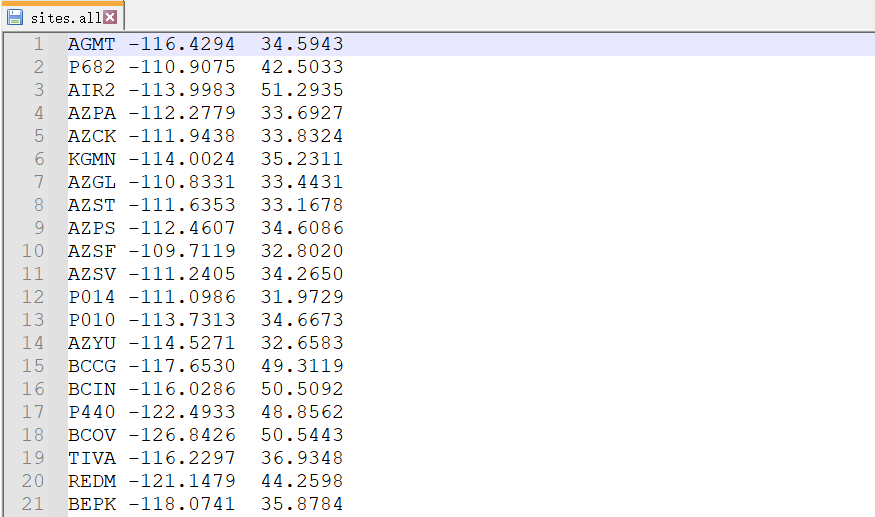 sites.all
1 AGMT -116.4294  34.5943
2 P682 -110.9075  42.5033
3 AIR2 -113.9983  51.2935
4 AZPA -112.2779  33.6927
5 AZCK -111.9438  33.8324
6 KGMN -114.0024  35.2311
7 AZGL -110.8331  33.4431
8 AZST -111.6353  33.1678
9 AZPS -112.4607  34.6086
10 AZSF -109.7119  32.8020
11 AZSV -111.2405  34.2650
12 P014 -111.0986  31.9729
13 P010 -113.7313  34.6673
14 AZYU -114.5271  32.6583
15 BCCG -117.6530  49.3119
16 BCIN -116.0286  50.5092
17 P440 -122.4933  48.8562
18 BCOV -126.8426  50.5443
19 TIVA -116.2297  36.9348
20 REDM -121.1479  44.2598
21 BEPK -118.0741  35.8784